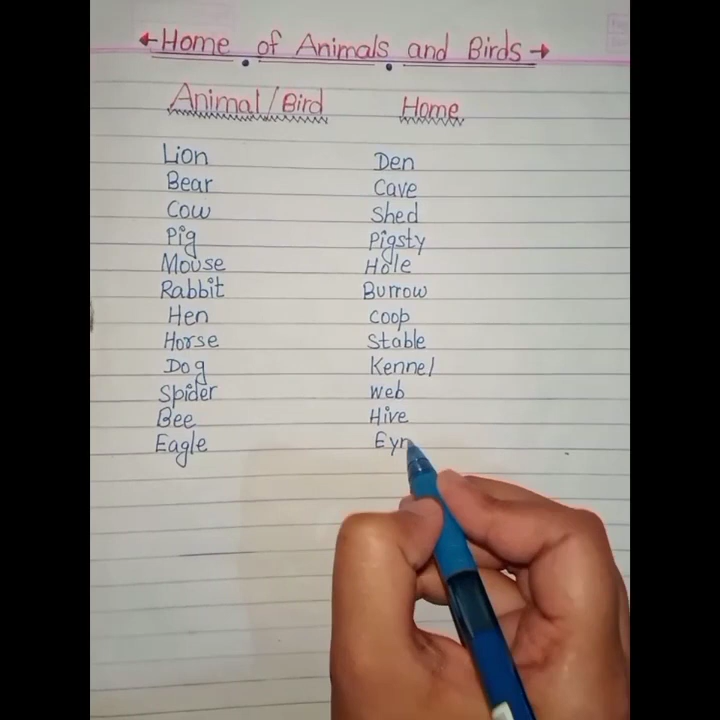 Home of Animals and Birds
Animal/Bird Home
Lion Den
Bear Cave
Cow Shed
Pig Pigsty
Mouse Hole
Rabbit Burrow
Hen Coop
Horse Stable
Dog Kennel
Spider Web
Bee Hive
Eagle Eyr